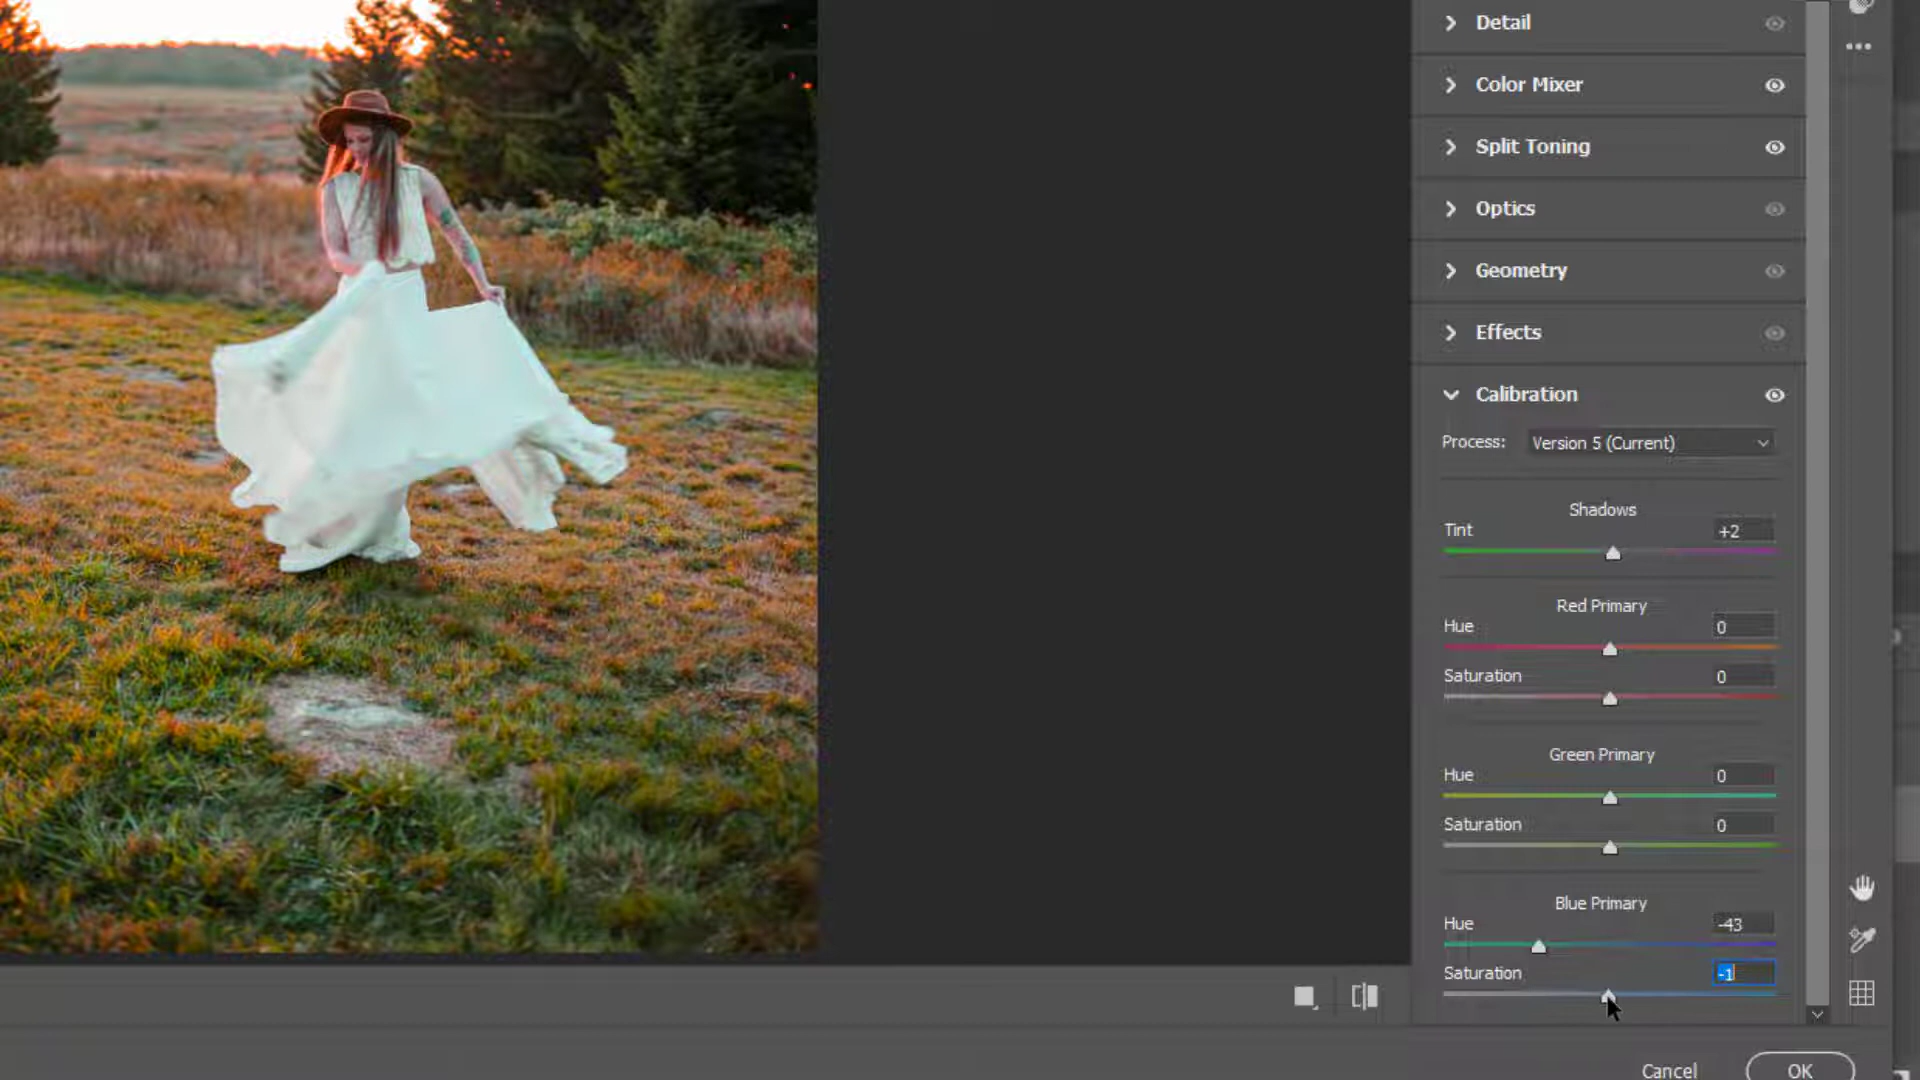 Detail
Color Mixer
Split Toning
Optics
Geometry
Effects
Calibration
Process: Version 5 (Current)
Shadows
Tint +2
Red Primary
Hue 0
Saturation 0
Green Primary
Hue 0
Saturation 0
Blue Primary
Hue -43
Saturation -1
Cancel OK